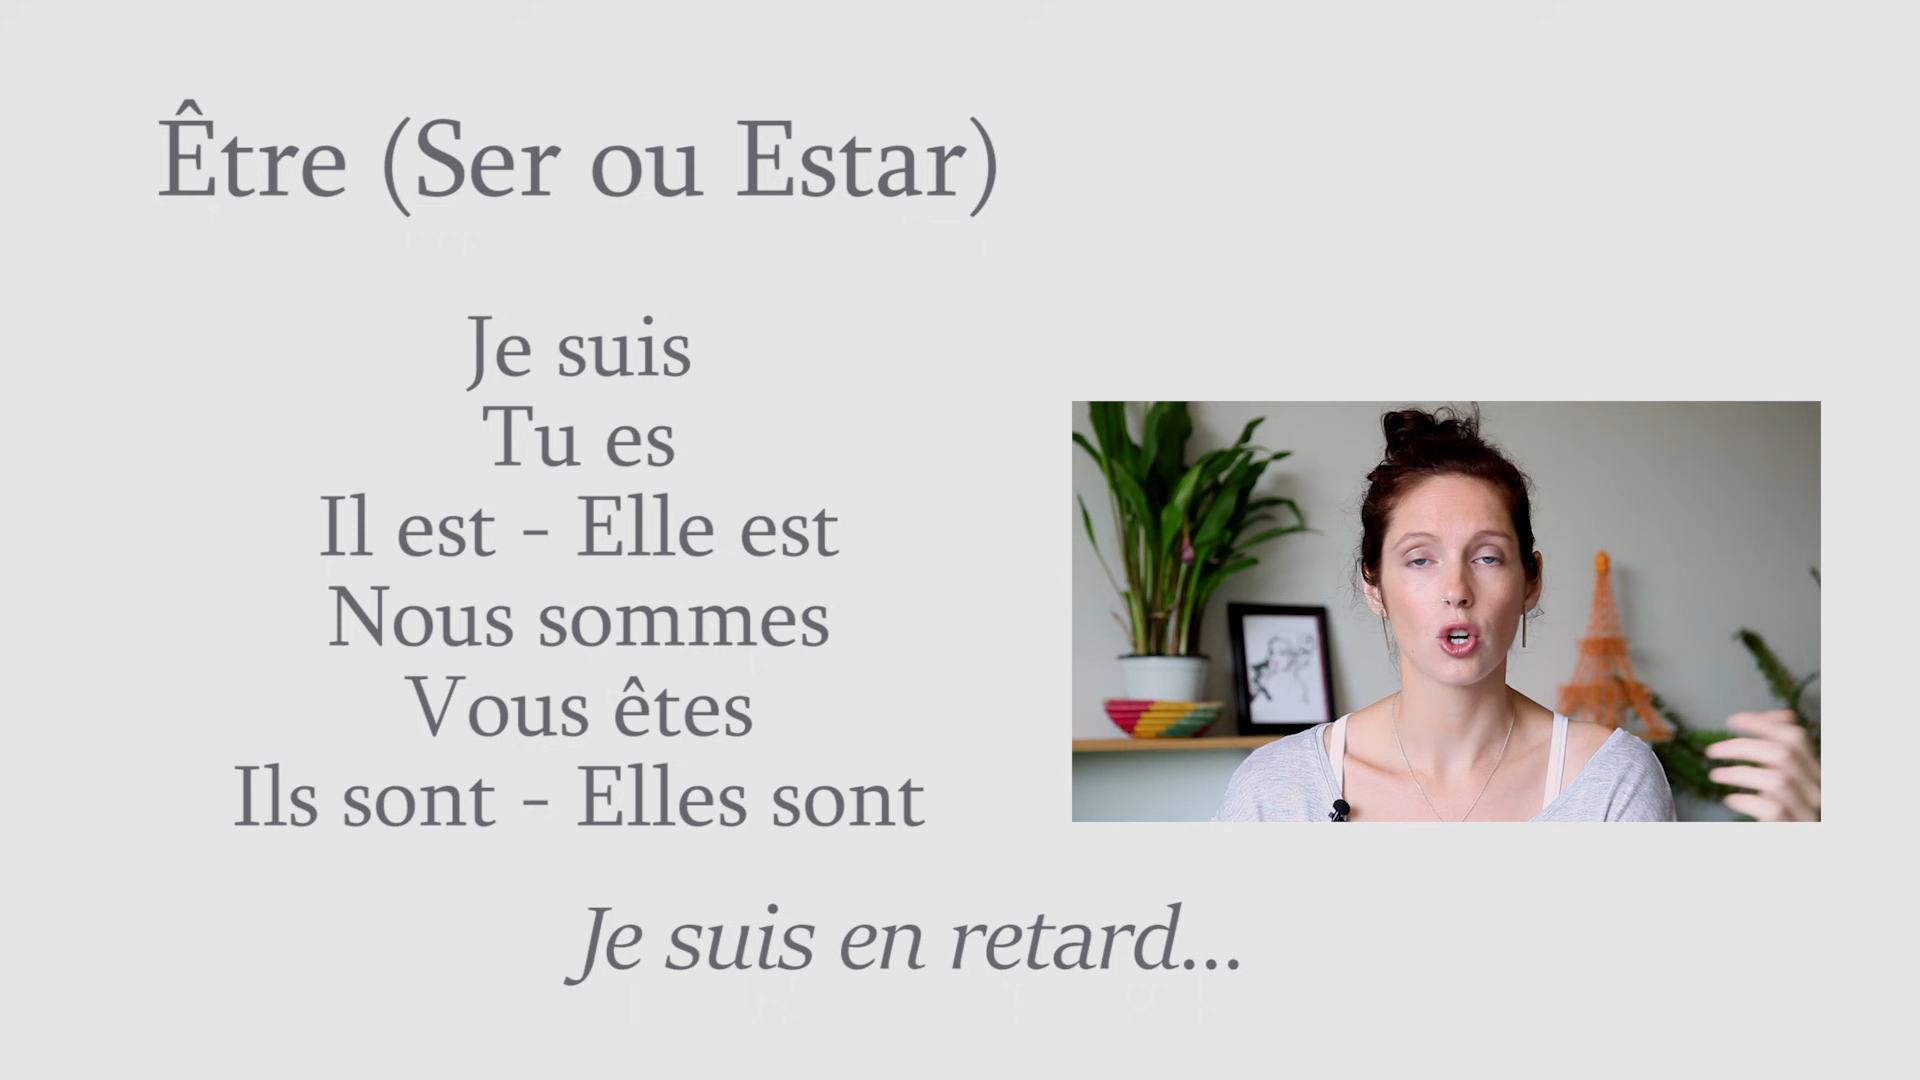 Être (Ser ou Estar)
Je suis
Tu es
Il est - Elle est
Nous sommes
Vous êtes
Ils sont - Elles sont
Je suis en retard...